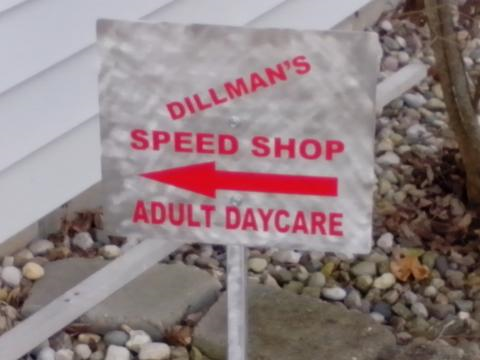 DILLMAN'S
SPEED SHOP
ADULT DAYCARE